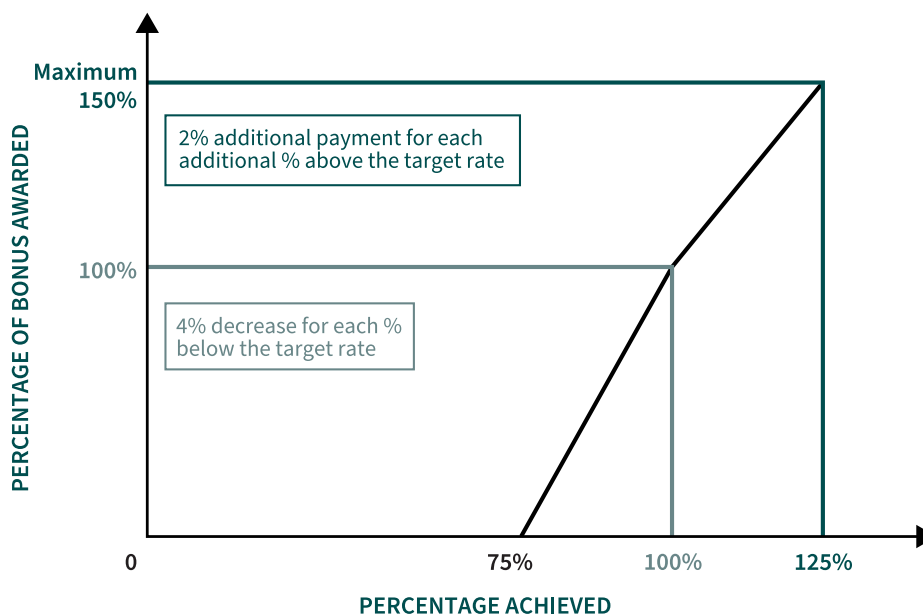 Maximum
150%
2% additional payment for each
additional % above the target rate
100%
4% decrease for each %
below the target rate
PERCENTAGE OF BONUS AWARDED
0
75%
100%
125%
PERCENTAGE ACHIEVED